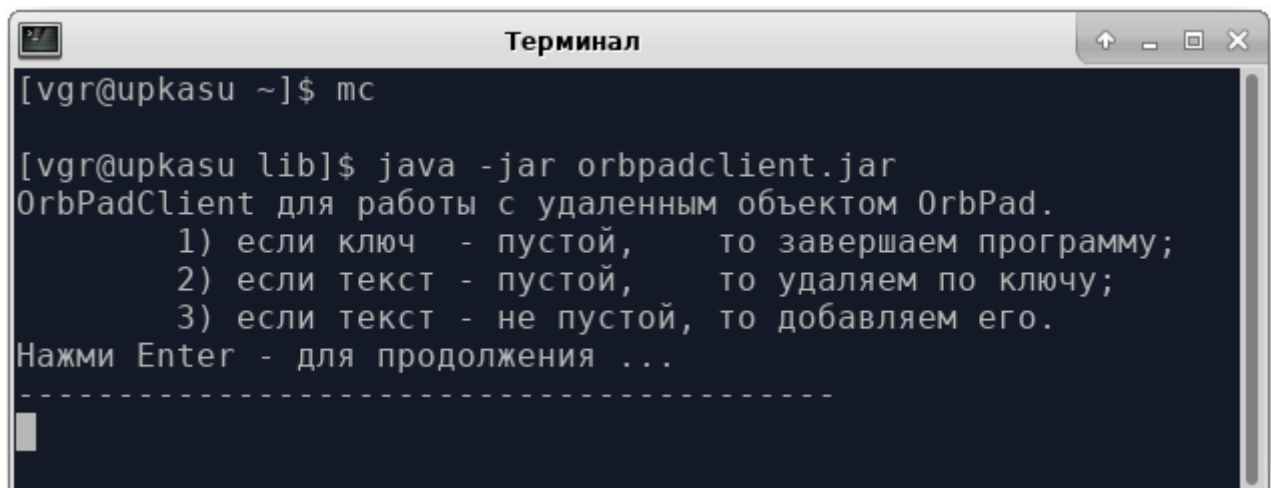 Терминал
[vgr@upkasu ~]$ mc
[vgr@upkasu lib]$ java -jar orbpadclient.jar
OrbPadClient для работы с удаленным объектом OrbPad.
        1) если ключ  - пустой,    то завершаем программу;
        2) если текст - пустой,    то удаляем по ключу;
        3) если текст - не пустой, то добавляем его.
Нажми Enter - для продолжения ...
-----------------------------------------